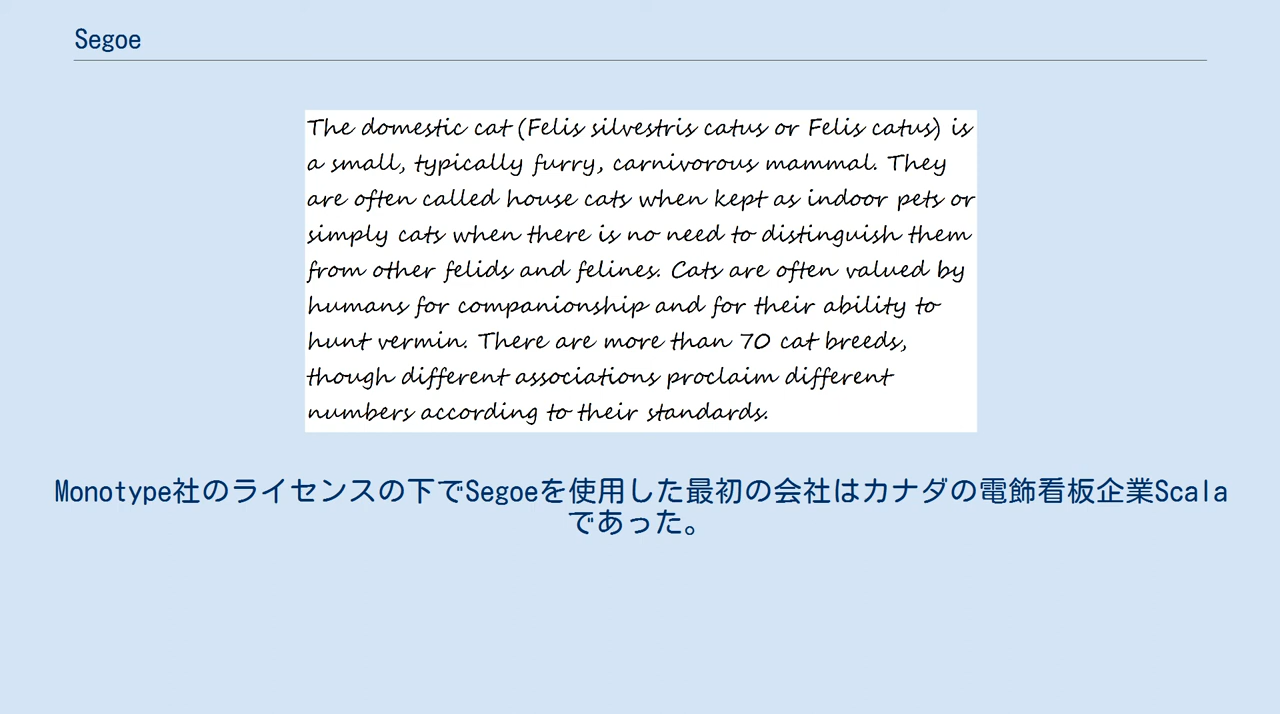 Segoe
The domestic cat (Felis silvestris catus or Felis catus) is
a small, typically furry, carnivorous mammal. They
are often called house cats when kept as indoor pets or
simply cats when there is no need to distinguish them
from other felids and felines. Cats are often valued by
humans for companionship and for their ability to
hunt vermin. There are more than 70 cat breeds,
though different associations proclaim different
numbers according to their standards.
Monotype社のライセンスの下でSegoeを使用した最初の会社はカナダの電飾看板企業Scala
であった。